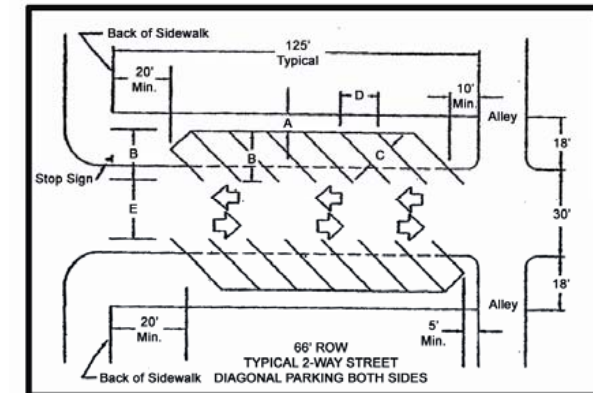 Back of Sidewalk
125'
Typical
20'
Min.
D
10'
Min.
Alley
A
18'
B
B
C
Stop Sign
E
30'
18'
Alley
20'
Min.
5'
Min.
66' ROW
TYPICAL 2-WAY STREET
DIAGONAL PARKING BOTH SIDES
Back of Sidewalk